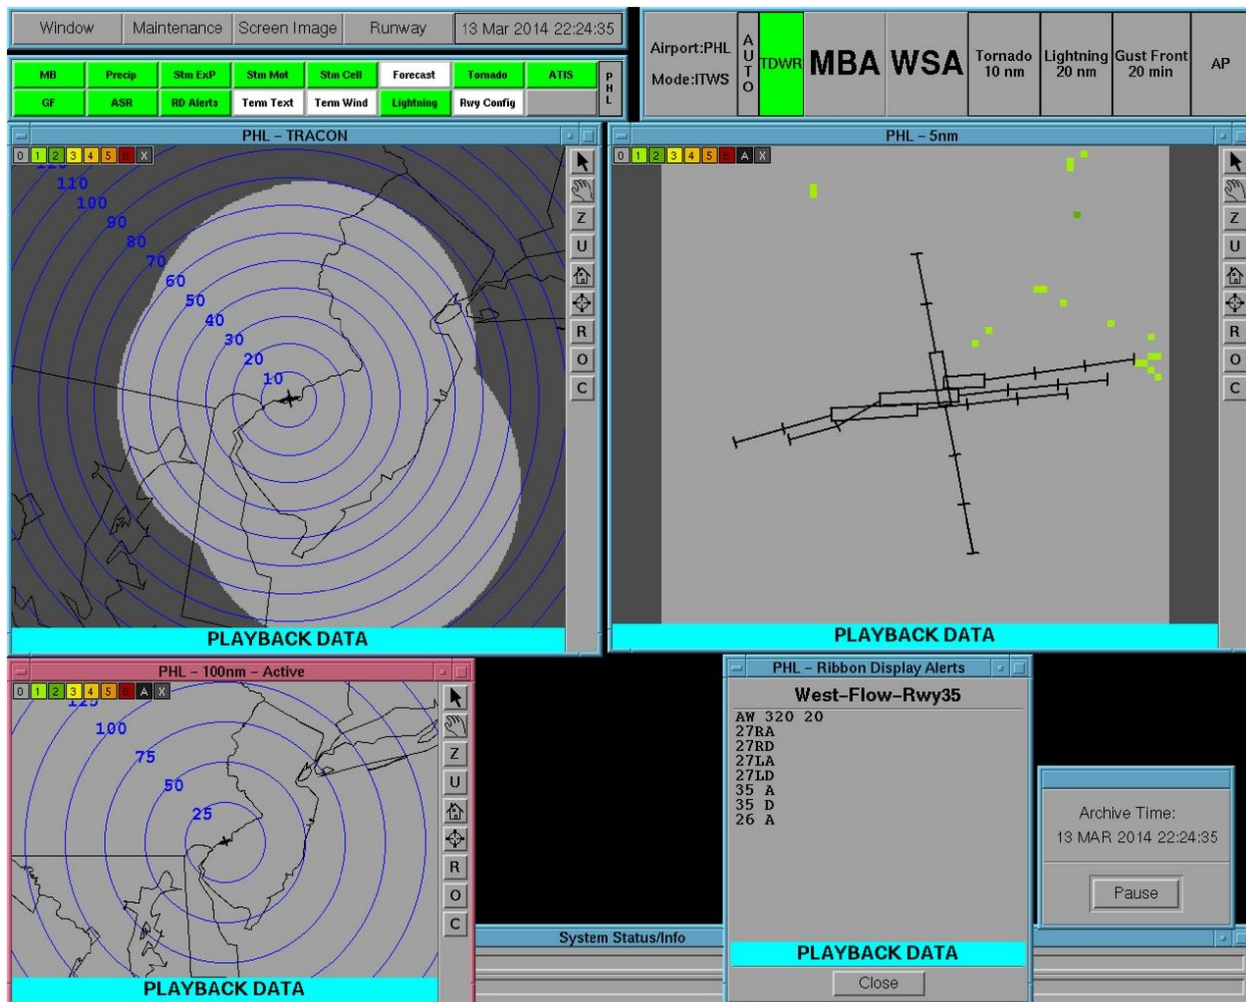 Window Maintenance Screen Image Runway 13 Mar 2014 22:24:35
MB Precip Stm ExP Stm Mot Stm Cell Forecast Tornado ATIS
GF ASR RD Alerts Term Text Term Wind Lightning Rwy Config
PHL
Airport:PHL
Mode:ITWS
AUTO
TDWR
MBA
WSA
Tornado
10 nm
Lightning
20 nm
Gust Front
20 min
AP
PHL – TRACON
0 1 2 3 4 5 6 X
120
110
100
90
80
70
60
50
40
30
20
10
Z
U
R
O
C
PLAYBACK DATA
PHL – 5nm
0 1 2 3 4 5 6 A X
Z
U
R
O
C
PLAYBACK DATA
PHL – 100nm – Active
0 1 2 3 4 5 6 A X
125
100
75
50
25
Z
U
R
O
C
PLAYBACK DATA
PHL – Ribbon Display Alerts
West–Flow–Rwy35
AW 320 20
27RA
27RD
27LA
27LD
35 A
35 D
26 A
PLAYBACK DATA
Close
Archive Time:
13 MAR 2014 22:24:35
Pause
System Status/Info